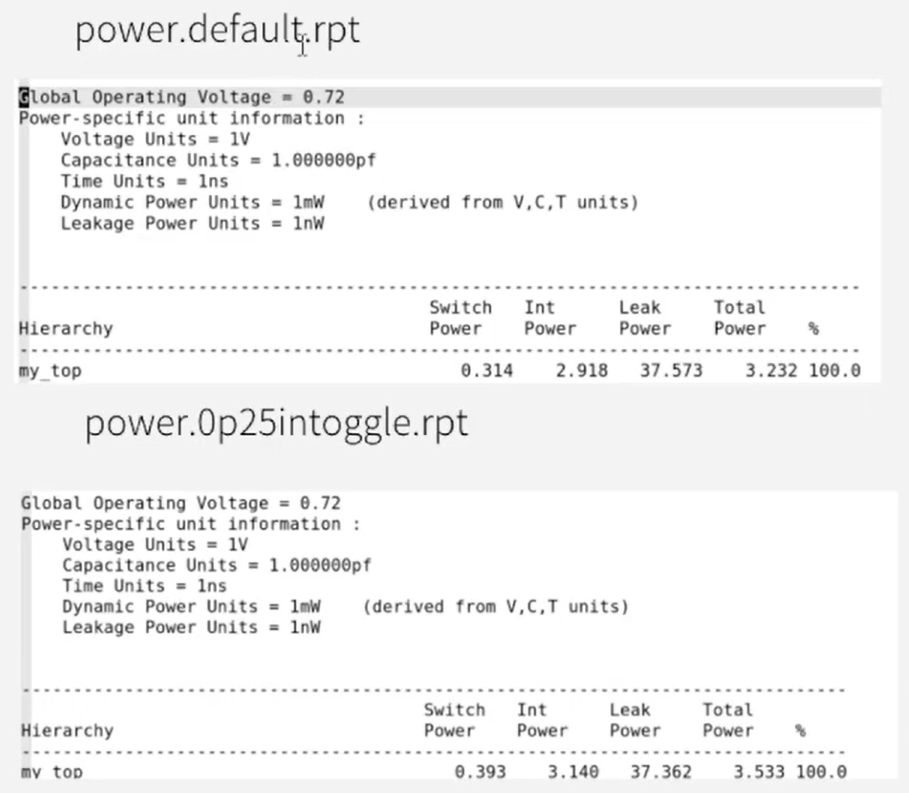 power.default.rpt
Global Operating Voltage = 0.72
Power-specific unit information :
Voltage Units = 1V
Capacitance Units = 1.000000pf
Time Units = 1ns
Dynamic Power Units = 1mW    (derived from V,C,T units)
Leakage Power Units = 1nW
Switch Int Leak Total
Hierarchy Power Power Power Power %
my_top 0.314 2.918 37.573 3.232 100.0
power.0p25intoggle.rpt
Global Operating Voltage = 0.72
Power-specific unit information :
Voltage Units = 1V
Capacitance Units = 1.000000pf
Time Units = 1ns
Dynamic Power Units = 1mW    (derived from V,C,T units)
Leakage Power Units = 1nW
Switch Int Leak Total
Hierarchy Power Power Power Power %
my_top 0.393 3.140 37.362 3.533 100.0